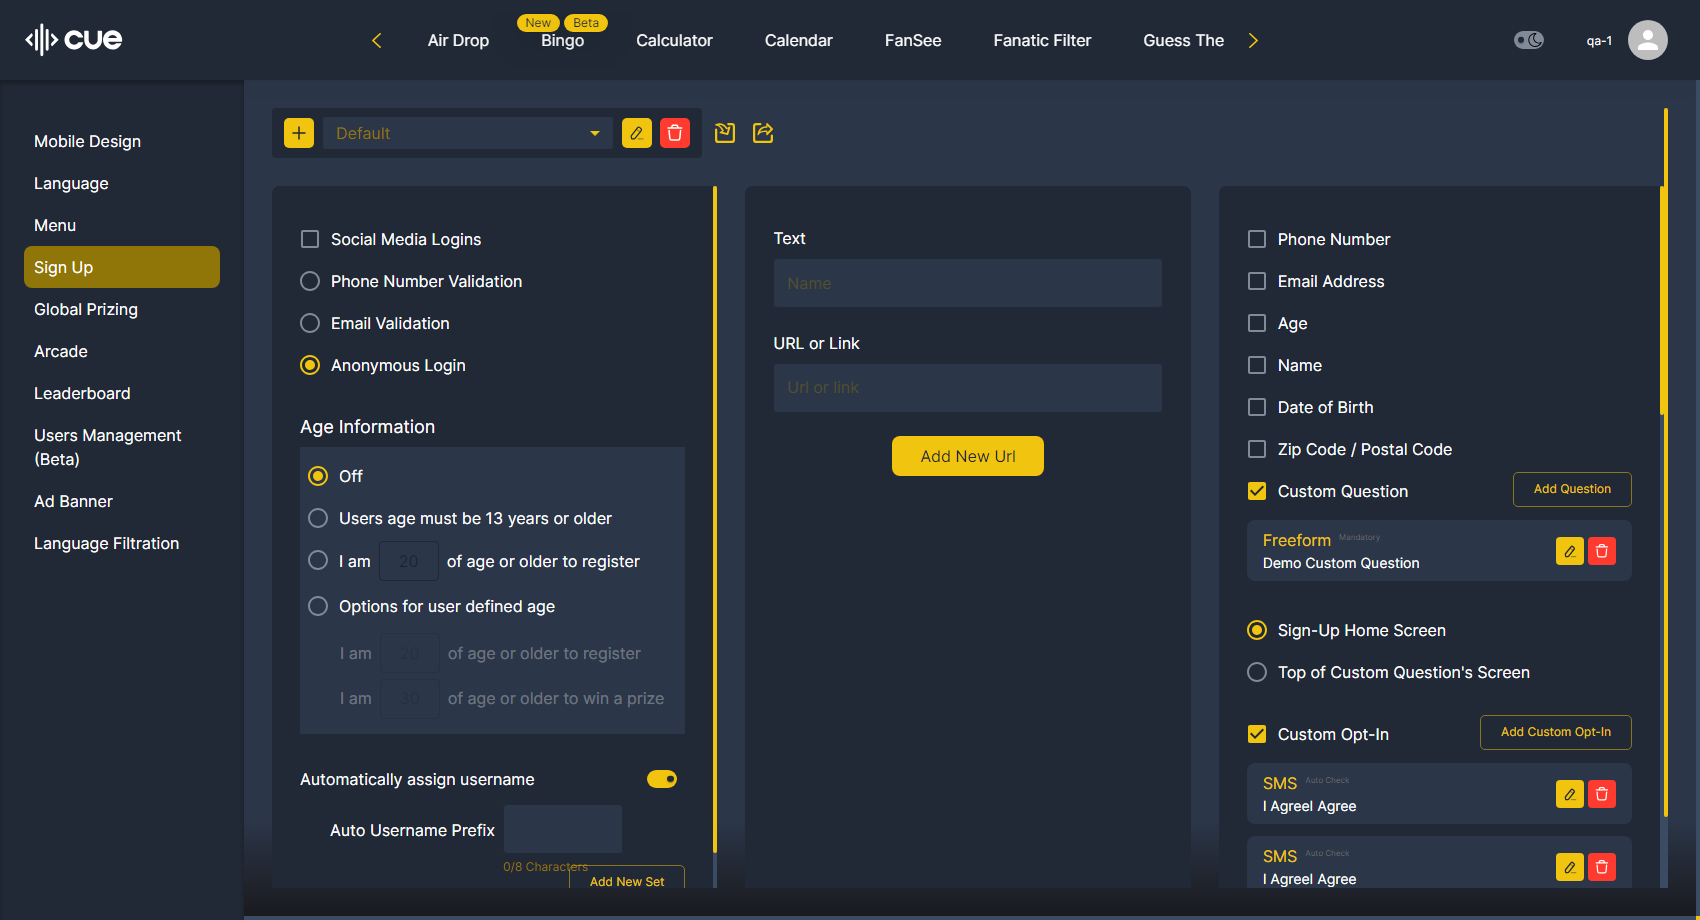 cue
Air Drop
New
Beta
Bingo
Calculator
Calendar
FanSee
Fanatic Filter
Guess The
qa-1
Mobile Design
Language
Menu
Sign Up
Global Prizing
Arcade
Leaderboard
Users Management
(Beta)
Ad Banner
Language Filtration
Default
Social Media Logins
Phone Number Validation
Email Validation
Anonymous Login
Age Information
Off
Users age must be 13 years or older
I am 20 of age or older to register
Options for user defined age
I am 20 of age or older to register
I am 30 of age or older to win a prize
Automatically assign username
Auto Username Prefix
0/8 Characters
Add New Set
Text
Name
URL or Link
Url or link
Add New Url
Phone Number
Email Address
Age
Name
Date of Birth
Zip Code / Postal Code
Custom Question
Add Question
Freeform Mandatory
Demo Custom Question
Sign-Up Home Screen
Top of Custom Question's Screen
Custom Opt-In
Add Custom Opt-In
SMS Auto Check
I AgreeI Agree
SMS Auto Check
I AgreeI Agree